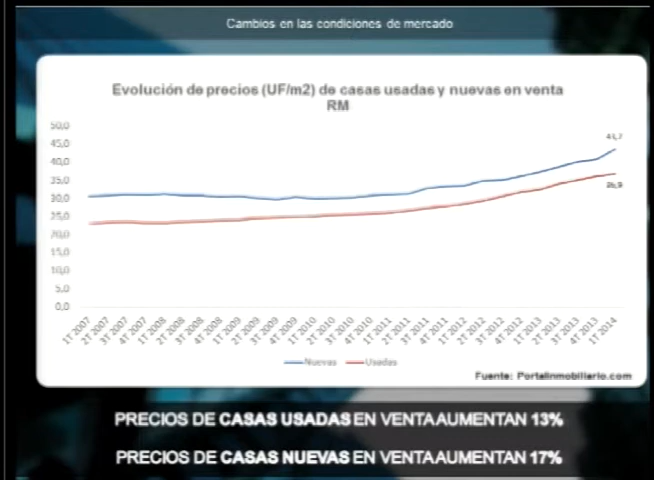 Cambios en las condiciones de mercado
Evolución de precios (UF/m2) de casas usadas y nuevas en venta
RM
50,0
45,0
40,0
35,0
30,0
25,0
20,0
15,0
10,0
5,0
0,0
36,9
1T 2007
2T 2007
3T 2007
4T 2007
1T 2008
2T 2008
3T 2008
4T 2008
1T 2009
2T 2009
3T 2009
4T 2009
1T 2010
2T 2010
3T 2010
4T 2010
1T 2011
2T 2011
3T 2011
4T 2011
1T 2012
2T 2012
3T 2012
4T 2012
1T 2013
2T 2013
3T 2013
4T 2013
1T 2014
Nuevas
Usadas
Fuente: Portalinmobiliario.com
PRECIOS DE CASAS USADAS EN VENTA AUMENTAN 13%
PRECIOS DE CASAS NUEVAS EN VENTA AUMENTAN 17%